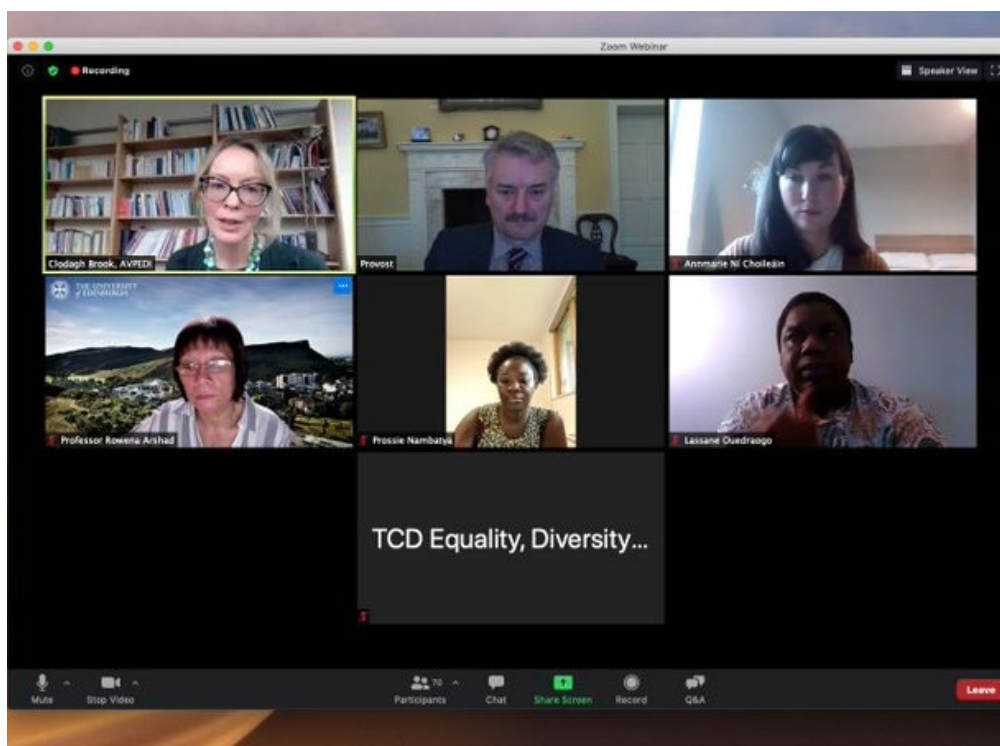 Zoom Webinar
Recording
Speaker View
Clodagh Brook, AVPEDI
Provost
Annmarie Ní Choileáin
THE UNIVERSITY
of EDINBURGH
Professor Rowena Arshad
Prossie Nambatya
Lassane Ouedraogo
TCD Equality, Diversity...
Mute
Stop Video
Participants
70
Chat
Share Screen
Record
Q&A
Leave